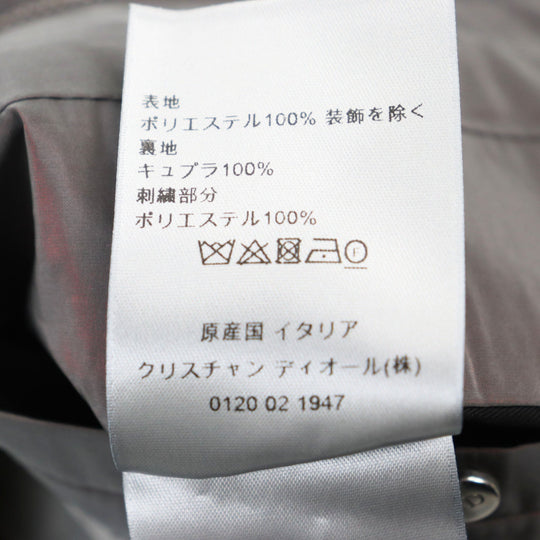 表地
ポリエステル100% 装飾を除く
裏地
キュプラ100%
刺繍部分
ポリエステル100%
F
原産国 イタリア
クリスチャン ディオール(株)
0120 02 1947